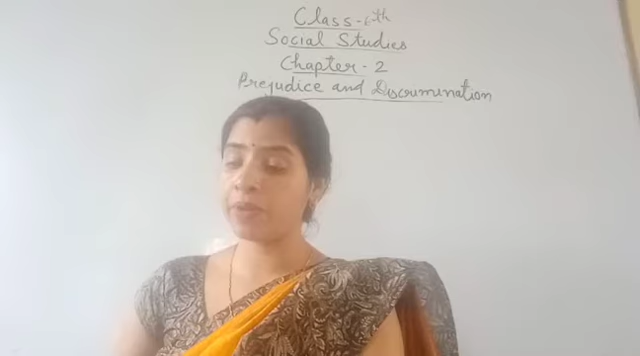 Class-6th
Social Studies
Chapter-2
Prejudice and Discrimination